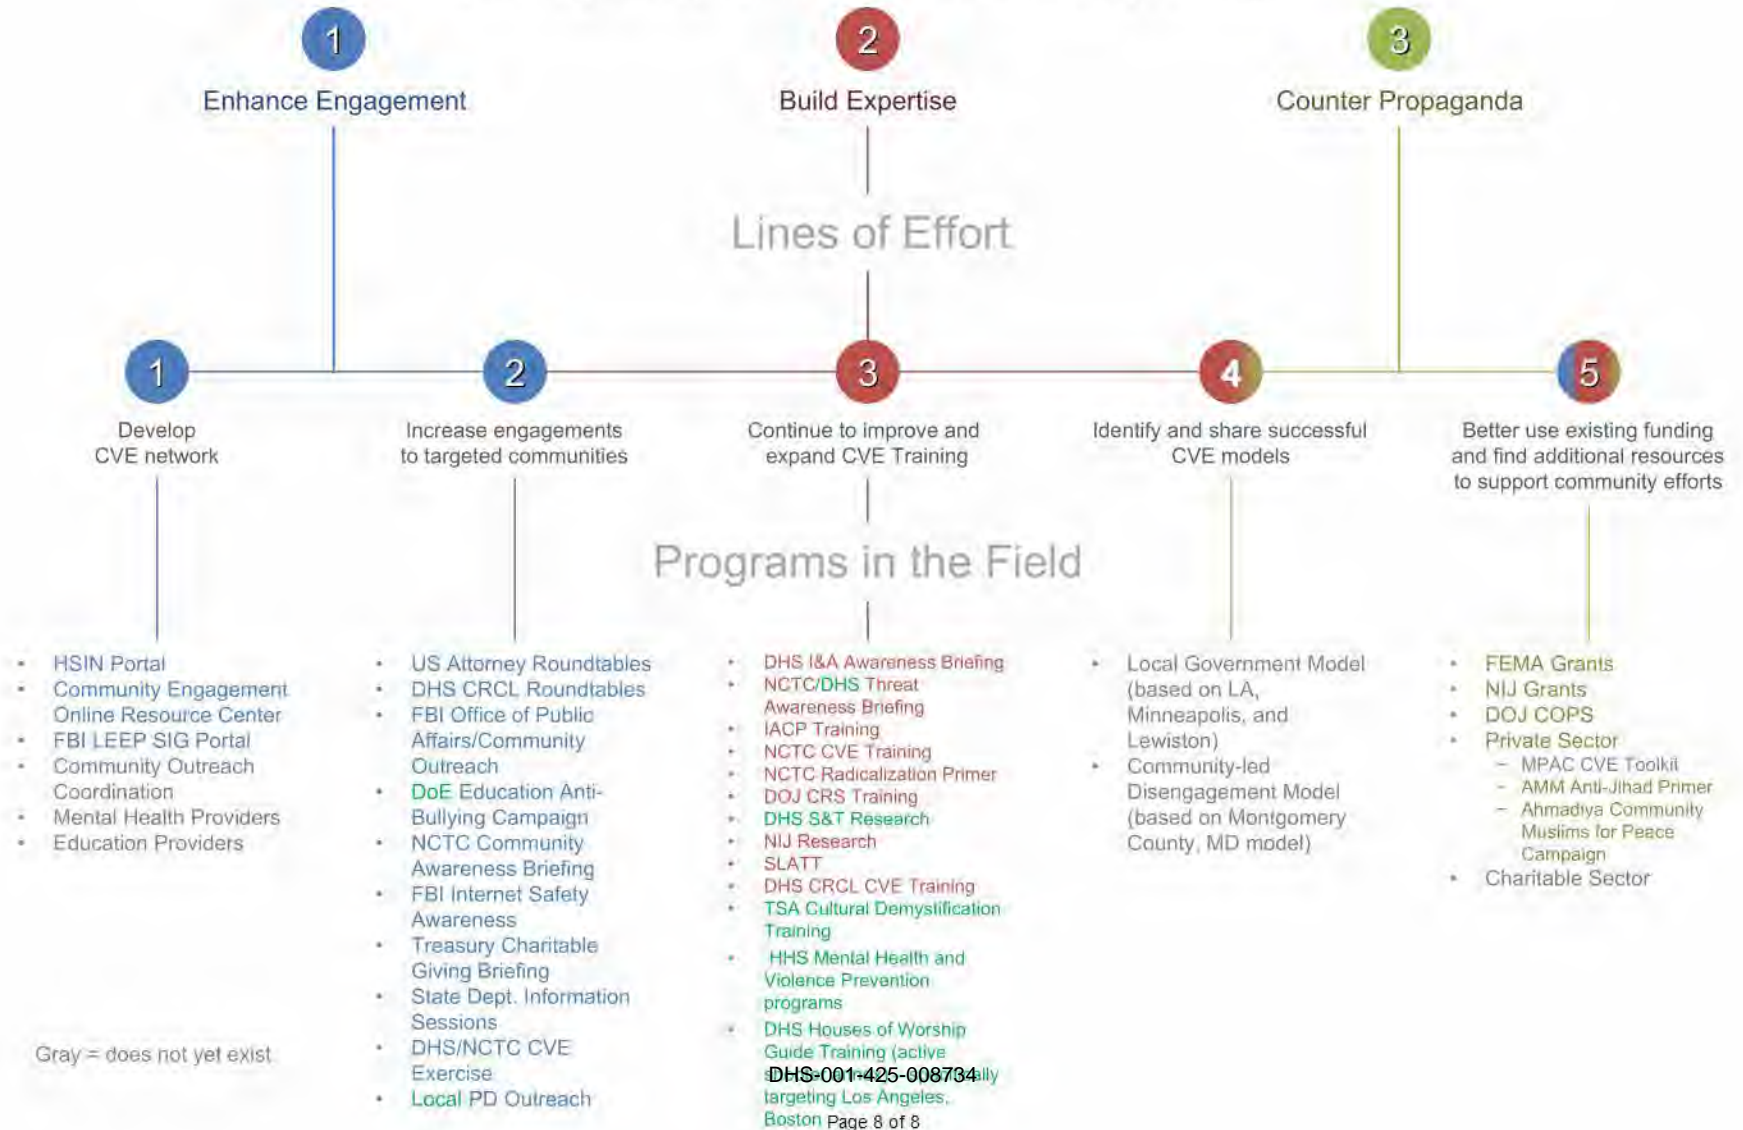 1
Enhance Engagement
2
Build Expertise
3
Counter Propaganda
Lines of Effort
1
Develop
CVE network
2
Increase engagements
to targeted communities
3
Continue to improve and
expand CVE Training
4
Identify and share successful
CVE models
5
Better use existing funding
and find additional resources
to support community efforts
Programs in the Field
• HSIN Portal
• Community Engagement
Online Resource Center
• FBI LEEP SIG Portal
• Community Outreach
Coordination
• Mental Health Providers
• Education Providers
• US Attorney Roundtables
• DHS CRCL Roundtables
• FBI Office of Public
Affairs/Community
Outreach
• DoE Education Anti-
Bullying Campaign
• NCTC Community
Awareness Briefing
• FBI Internet Safety
Awareness
• Treasury Charitable
Giving Briefing
• State Dept. Information
Sessions
• DHS/NCTC CVE
Exercise
• Local PD Outreach
• DHS I&A Awareness Briefing
• NCTC/DHS Threat
Awareness Briefing
• IACP Training
• NCTC CVE Training
• NCTC Radicalization Primer
• DOJ CRS Training
• DHS S&T Research
• NIJ Research
• SLATT
• DHS CRCL CVE Training
• TSA Cultural Demystification
Training
• HHS Mental Health and
Violence Prevention
programs
• DHS Houses of Worship
Guide Training (active
targeting Los Angeles,
Boston
• Local Government Model
(based on LA,
Minneapolis, and
Lewiston)
• Community-led
Disengagement Model
(based on Montgomery
County, MD model)
• FEMA Grants
• NIJ Grants
• DOJ COPS
• Private Sector
– MPAC CVE Toolkit
– AMM Anti-Jihad Primer
– Ahmadiya Community
Muslims for Peace
Campaign
• Charitable Sector
Gray = does not yet exist
DHS-001-425-008734
Page 8 of 8